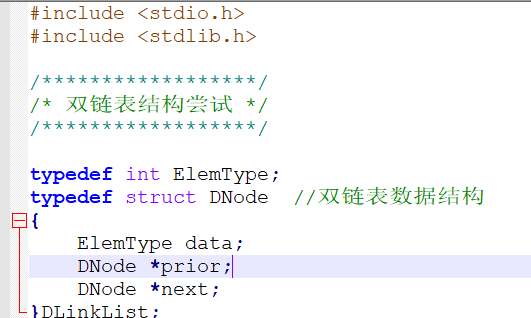 #include <stdio.h>
#include <stdlib.h>
/******************/
/* 双链表结构尝试 */
/******************/
typedef int ElemType;
typedef struct DNode  //双链表数据结构
{
    ElemType data;
    DNode *prior;
    DNode *next;
}DLinkList;